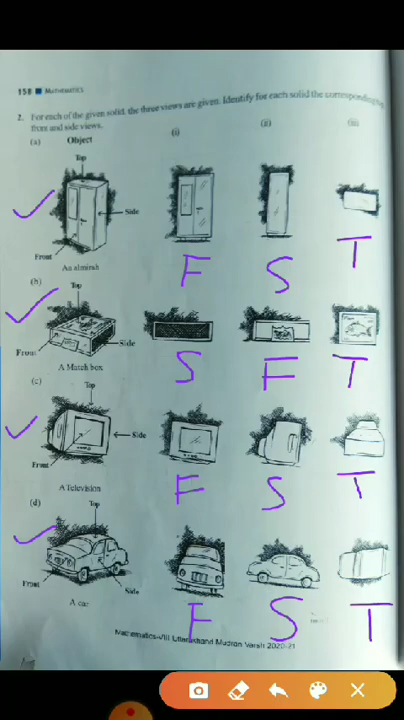 158 ■ Mathematics
2. For each of the given solid, the three views are given. Identify for each solid the corresponding
front and side views.
(a) Object (i) (ii) (iii)
Top
Side
Front
An almirah
F S T
(b)
Top
Front Side
A Match box
S F T
(c)
Top
Side
Front
A Television
F S T
(d)
Top
Front Side
A car
F S T
Mathematics-VIII Uttarakhand Mudran Varsh 2020-21